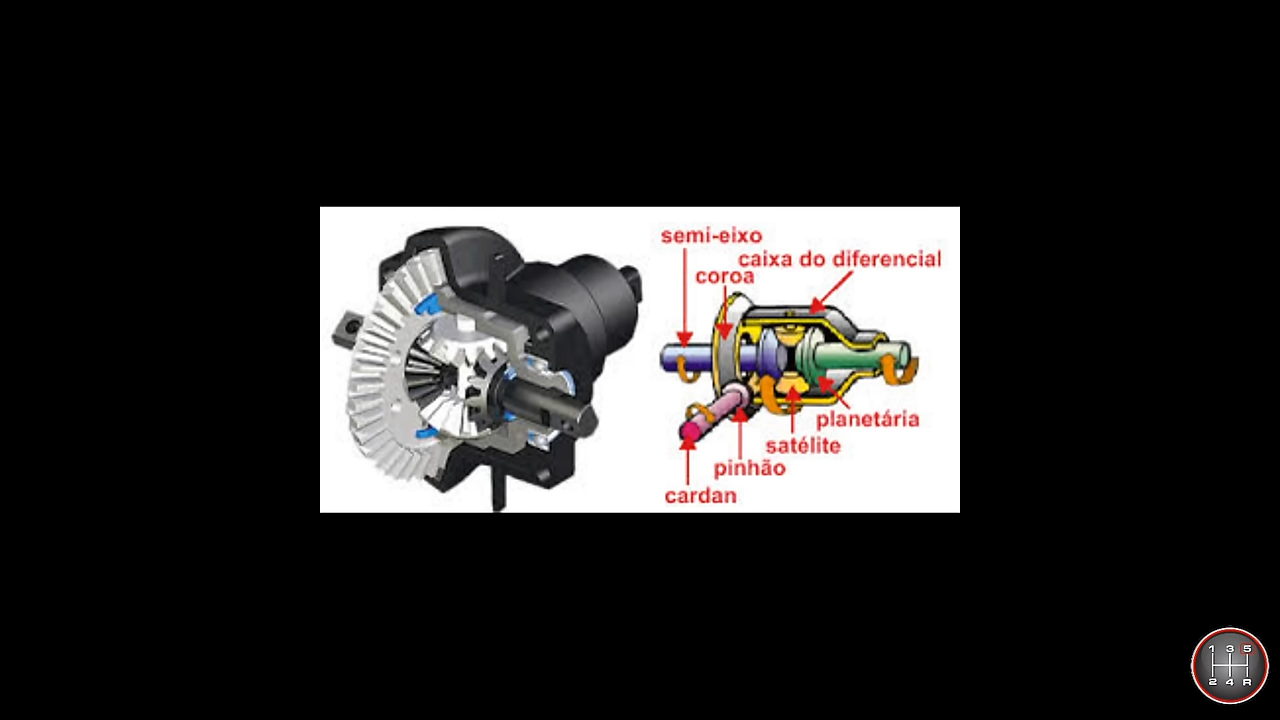 semi-eixo
caixa do diferencial
coroa
planetária
satélite
pinhão
cardan
1 3 5
2 4 R